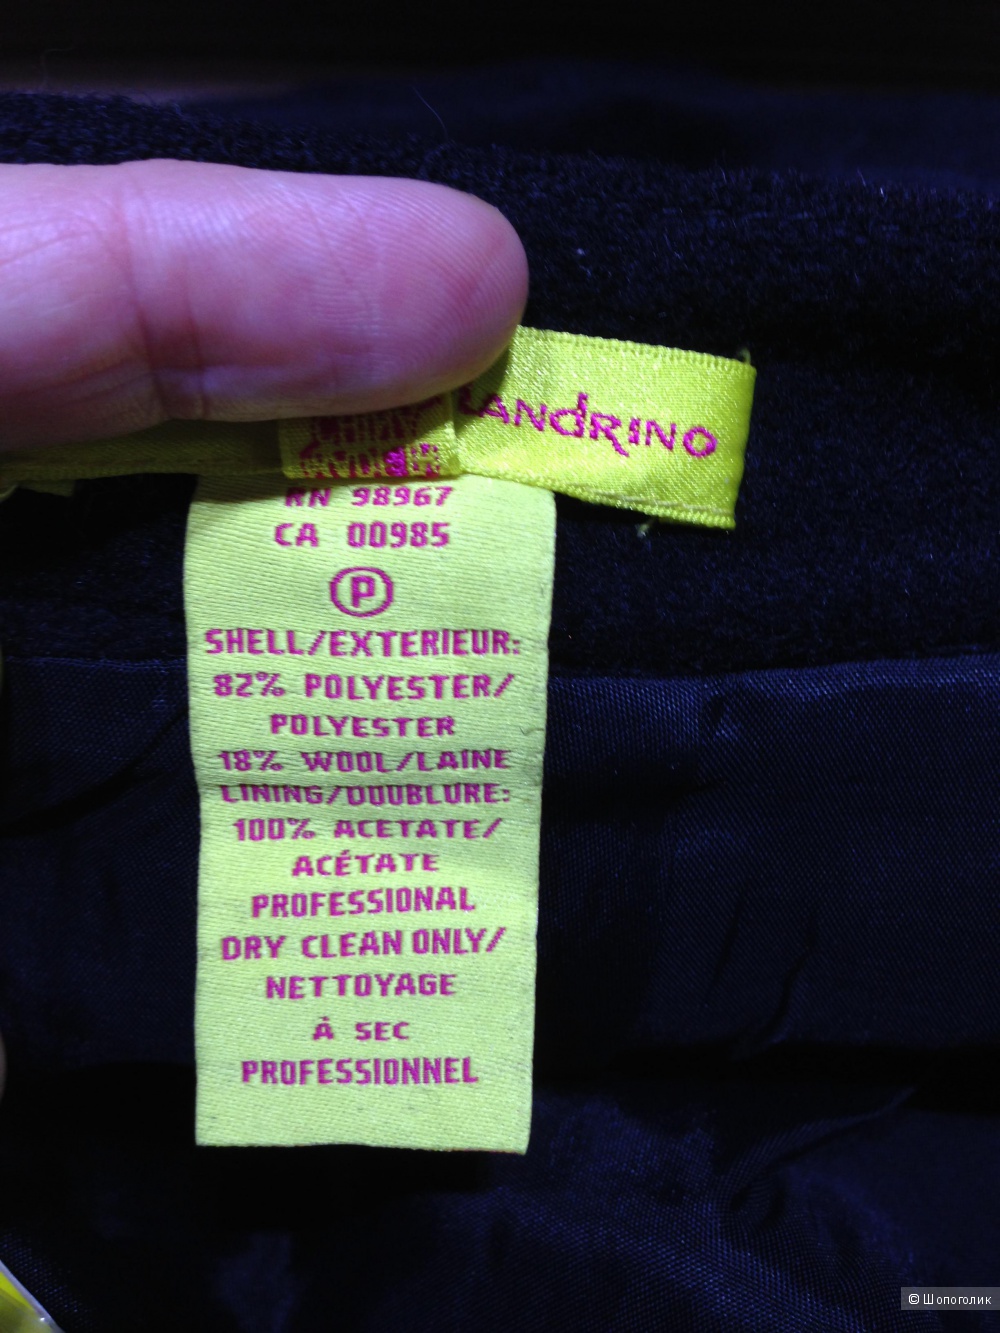 LANdRINO
RN 98967
CA 00985
P
SHELL/EXTERIEUR:
82% POLYESTER/
POLYESTER
18% WOOL/LAINE
LINING/DOUBLURE:
100% ACETATE/
ACÉTATE
PROFESSIONAL
DRY CLEAN ONLY/
NETTOYAGE
À SEC
PROFESSIONNEL
© Шопоголик